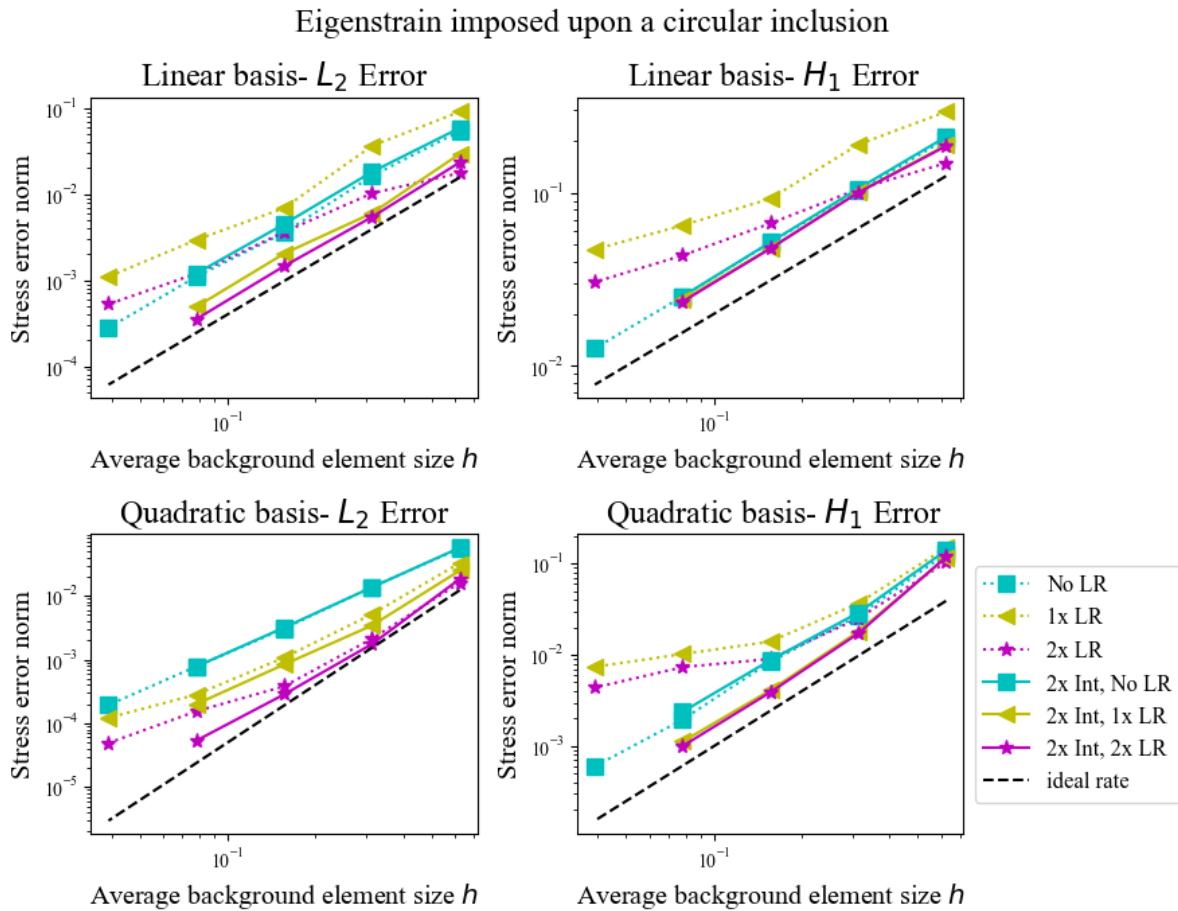 Eigenstrain imposed upon a circular inclusion
Linear basis- L₂ Error
Stress error norm
10⁻¹
10⁻²
10⁻³
10⁻⁴
10⁻¹
Average background element size h
Linear basis- H₁ Error
Stress error norm
10⁻¹
10⁻²
10⁻¹
Average background element size h
Quadratic basis- L₂ Error
Stress error norm
10⁻²
10⁻³
10⁻⁴
10⁻⁵
10⁻¹
Average background element size h
Quadratic basis- H₁ Error
Stress error norm
10⁻¹
10⁻²
10⁻³
10⁻¹
Average background element size h
No LR
1x LR
2x LR
2x Int, No LR
2x Int, 1x LR
2x Int, 2x LR
ideal rate